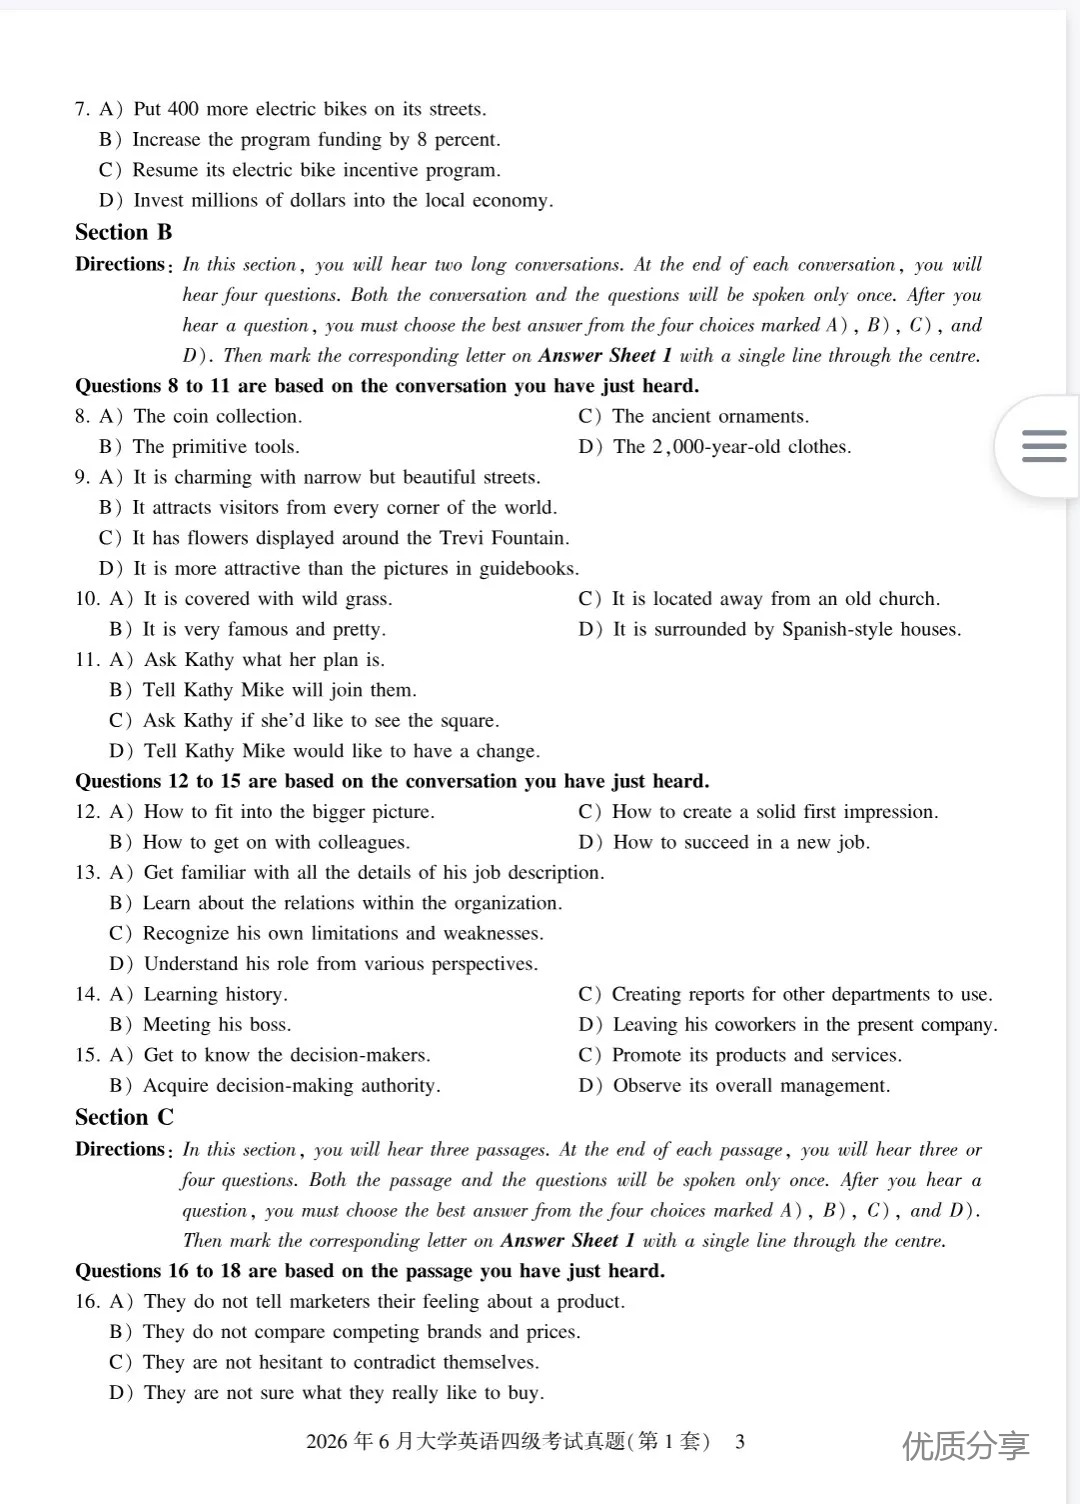 7. A) Put 400 more electric bikes on its streets.
B) Increase the program funding by 8 percent.
C) Resume its electric bike incentive program.
D) Invest millions of dollars into the local economy.
Section B
Directions: In this section, you will hear two long conversations. At the end of each conversation, you will
hear four questions. Both the conversation and the questions will be spoken only once. After you
hear a question, you must choose the best answer from the four choices marked A), B), C), and
D). Then mark the corresponding letter on Answer Sheet 1 with a single line through the centre.
Questions 8 to 11 are based on the conversation you have just heard.
8. A) The coin collection. C) The ancient ornaments.
B) The primitive tools. D) The 2,000-year-old clothes.
9. A) It is charming with narrow but beautiful streets.
B) It attracts visitors from every corner of the world.
C) It has flowers displayed around the Trevi Fountain.
D) It is more attractive than the pictures in guidebooks.
10. A) It is covered with wild grass. C) It is located away from an old church.
B) It is very famous and pretty. D) It is surrounded by Spanish-style houses.
11. A) Ask Kathy what her plan is.
B) Tell Kathy Mike will join them.
C) Ask Kathy if she'd like to see the square.
D) Tell Kathy Mike would like to have a change.
Questions 12 to 15 are based on the conversation you have just heard.
12. A) How to fit into the bigger picture. C) How to create a solid first impression.
B) How to get on with colleagues. D) How to succeed in a new job.
13. A) Get familiar with all the details of his job description.
B) Learn about the relations within the organization.
C) Recognize his own limitations and weaknesses.
D) Understand his role from various perspectives.
14. A) Learning history. C) Creating reports for other departments to use.
B) Meeting his boss. D) Leaving his coworkers in the present company.
15. A) Get to know the decision-makers. C) Promote its products and services.
B) Acquire decision-making authority. D) Observe its overall management.
Section C
Directions: In this section, you will hear three passages. At the end of each passage, you will hear three or
four questions. Both the passage and the questions will be spoken only once. After you hear a
question, you must choose the best answer from the four choices marked A), B), C), and D).
Then mark the corresponding letter on Answer Sheet 1 with a single line through the centre.
Questions 16 to 18 are based on the passage you have just heard.
16. A) They do not tell marketers their feeling about a product.
B) They do not compare competing brands and prices.
C) They are not hesitant to contradict themselves.
D) They are not sure what they really like to buy.
2026 年 6 月大学英语四级考试真题(第 1 套) 3
优质分享